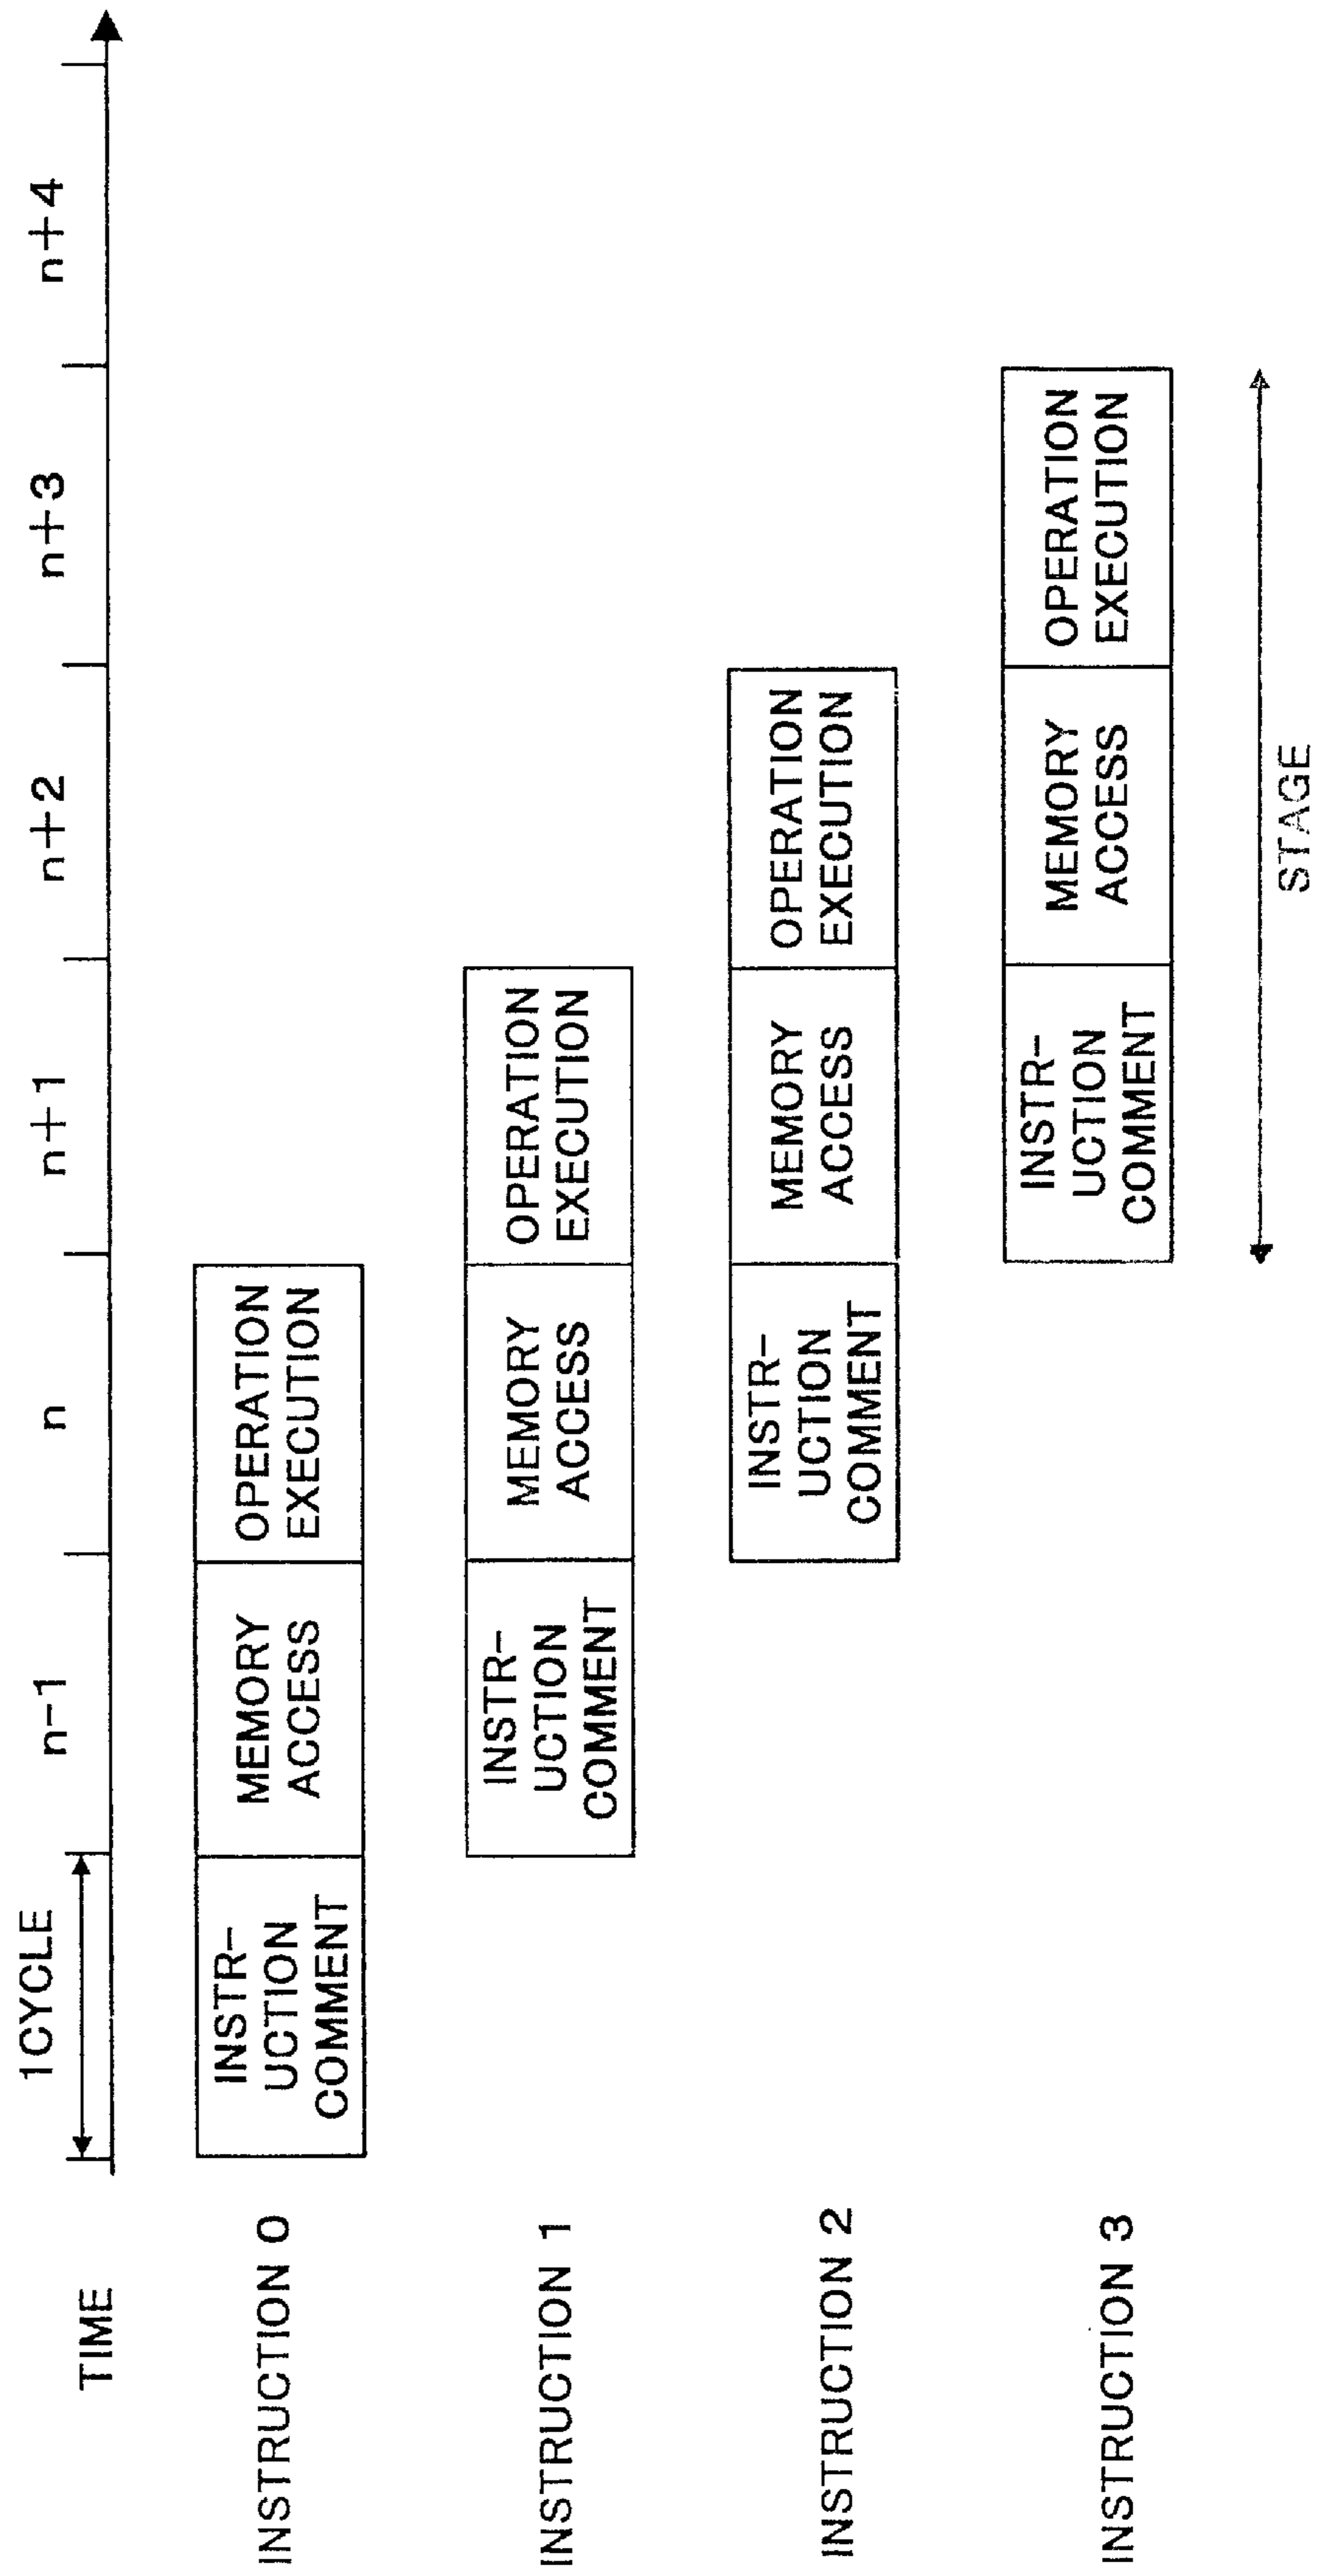 TIME
1CYCLE
n-1
n
n+1
n+2
n+3
n+4
INSTRUCTION 0
INSTR-
UCTION
COMMENT
MEMORY
ACCESS
OPERATION
EXECUTION
INSTRUCTION 1
INSTR-
UCTION
COMMENT
MEMORY
ACCESS
OPERATION
EXECUTION
INSTRUCTION 2
INSTR-
UCTION
COMMENT
MEMORY
ACCESS
OPERATION
EXECUTION
INSTRUCTION 3
INSTR-
UCTION
COMMENT
MEMORY
ACCESS
OPERATION
EXECUTION
STAGE